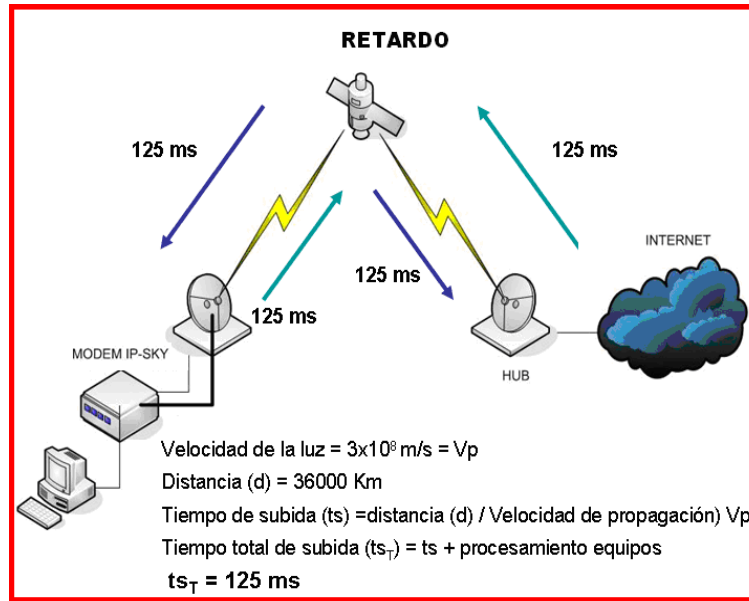 RETARDO
125 ms
125 ms
INTERNET
125 ms
125 ms
MODEM IP-SKY
HUB
Velocidad de la luz = 3x10⁸ m/s = Vp
Distancia (d) = 36000 Km
Tiempo de subida (ts) =distancia (d) / Velocidad de propagación) Vp
Tiempo total de subida (tsT) = ts + procesamiento equipos
tsT = 125 ms